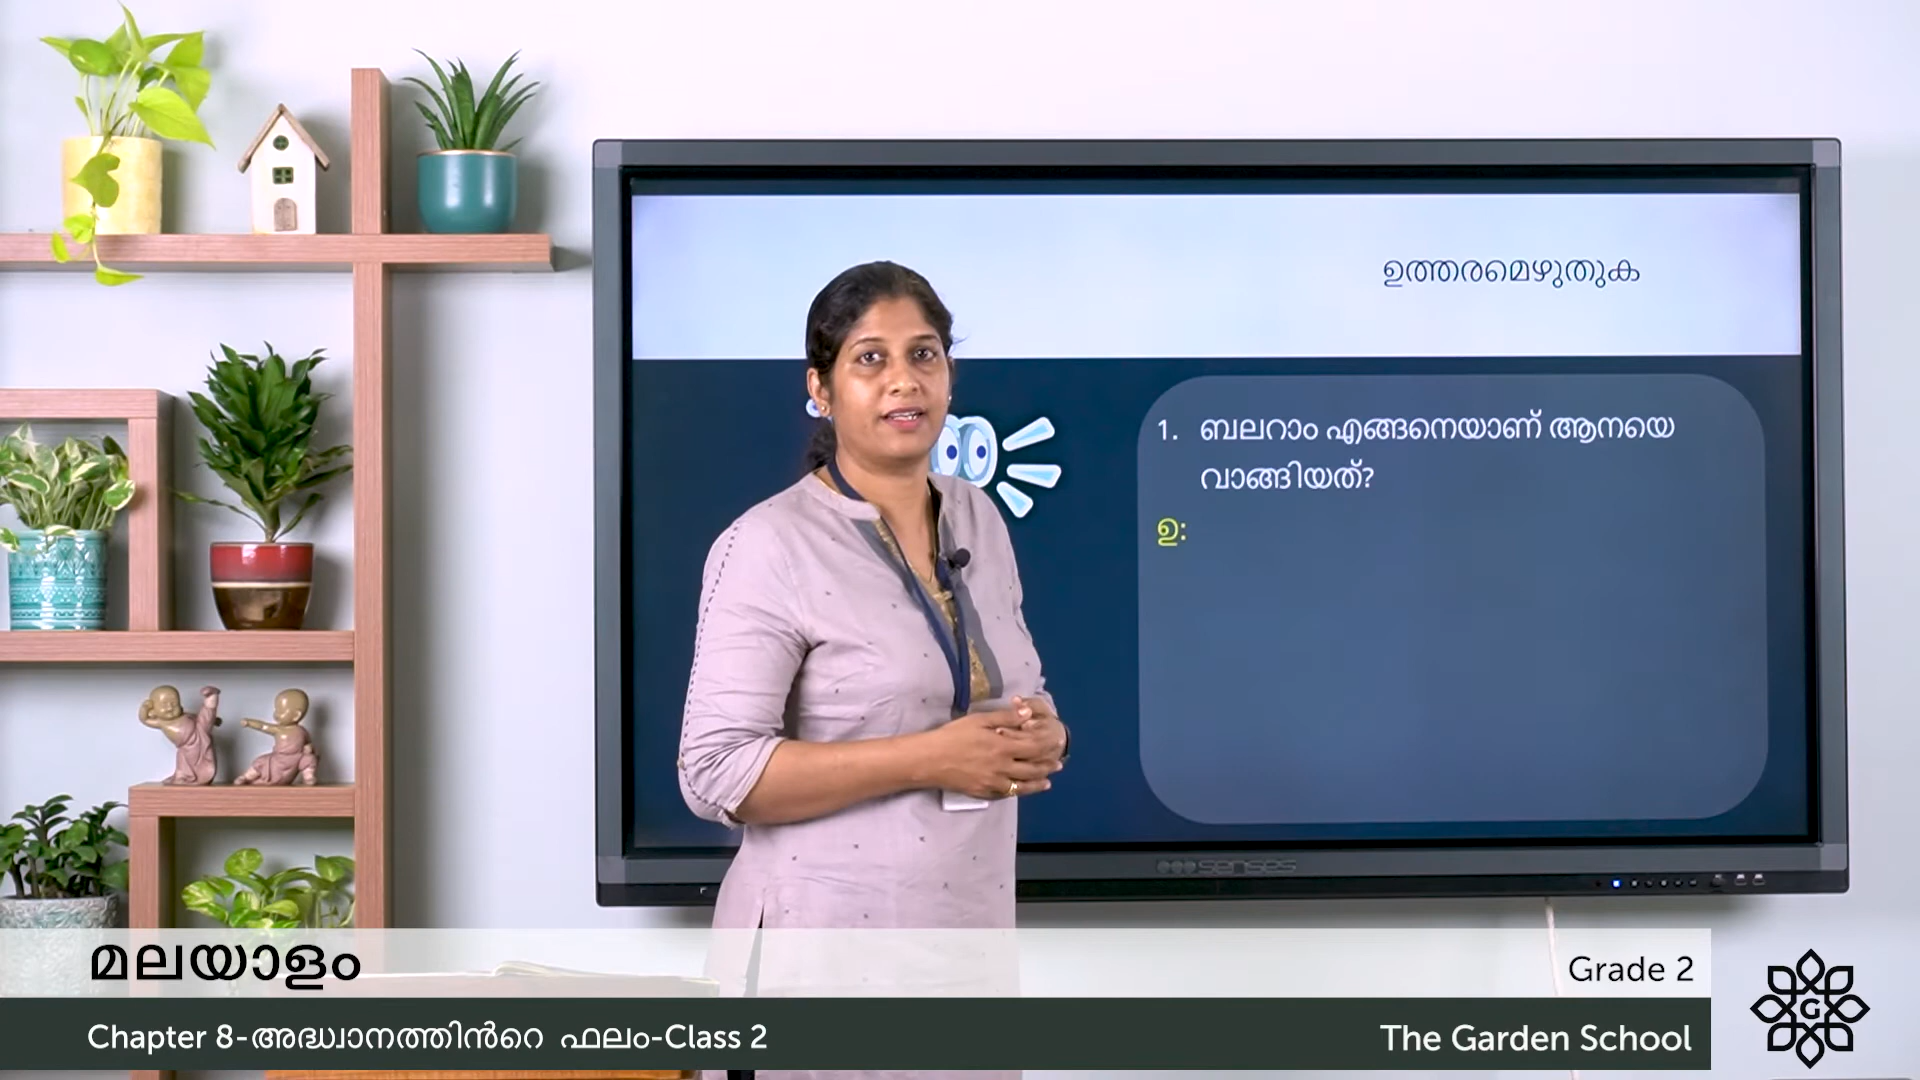 ഉത്തരമെഴുതുക
1. ബലറാം എങ്ങനെയാണ് ആനയെ
വാങ്ങിയത്?
ഉ:
senses
മലയാളം
Grade 2
Chapter 8-അദ്ധ്വാനത്തിൻറെ ഫലം-Class 2
The Garden School
G